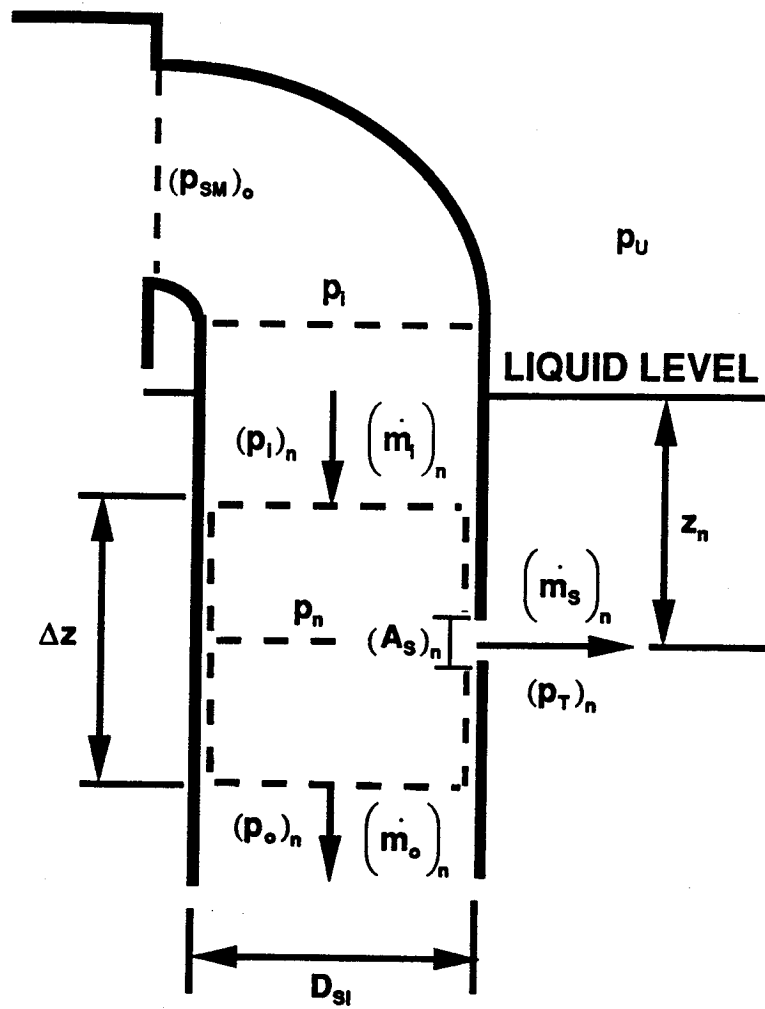 (p_SM)_o
p_U
p_i
LIQUID LEVEL
(p_i)_n
(ṁ_i)_n
z_n
(ṁ_s)_n
p_n
Δz
(A_s)_n
(p_T)_n
(p_o)_n
(ṁ_o)_n
D_SI